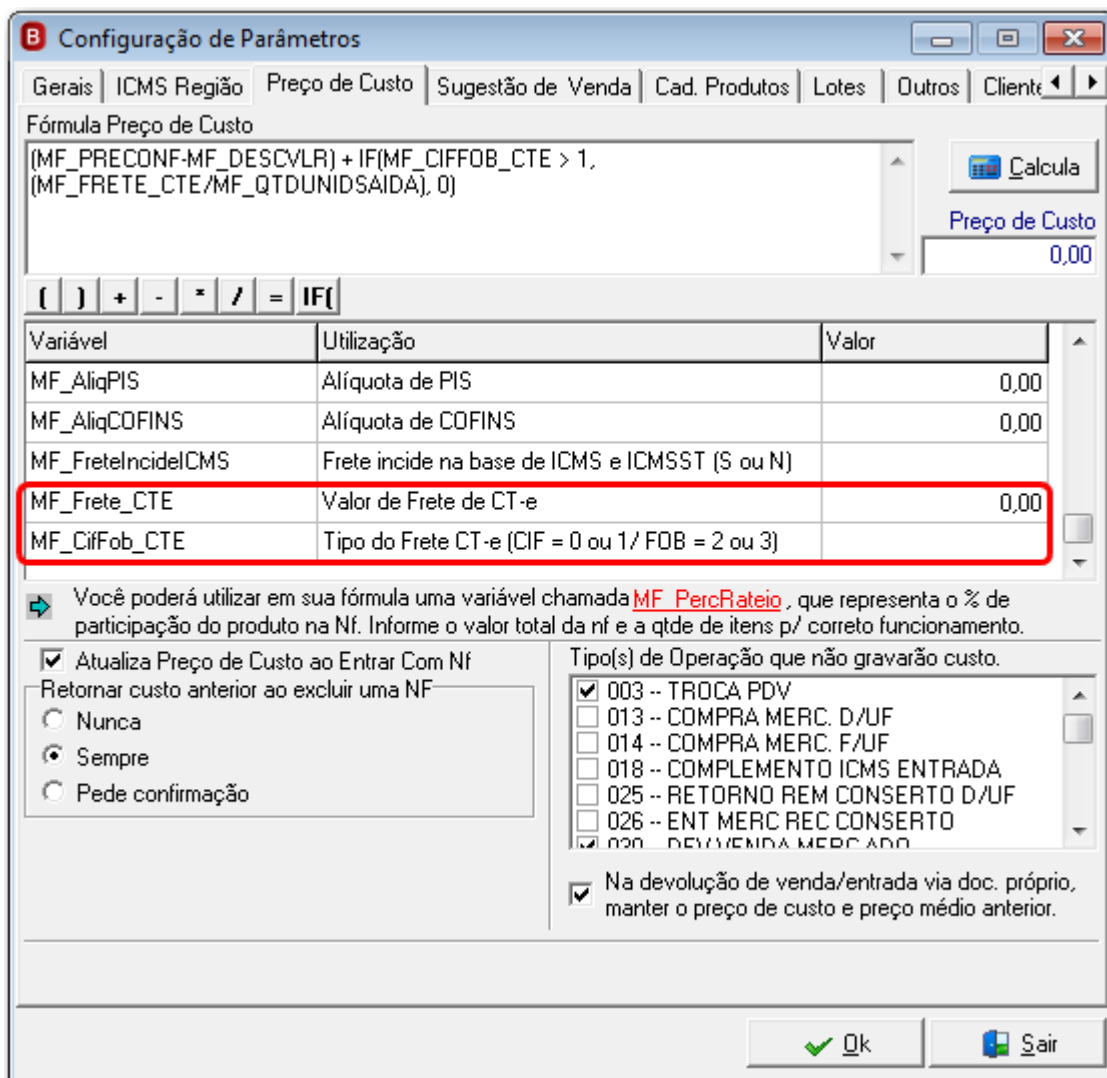 Configuração de Parâmetros
Gerais ICMS Região Preço de Custo Sugestão de Venda Cad. Produtos Lotes Outros
Fórmula Preço de Custo
(MF_PRECONF-MF_DESCVLR) + IF(MF_CIFFOB_CTE > 1,
(MF_FRETE_CTE/MF_QTDUNIDSAIDA), 0)
Calcula
Preço de Custo
0,00
( ) + - * / = IF(
Variável Utilização Valor
MF_AliqPIS Alíquota de PIS 0,00
MF_AliqCOFINS Alíquota de COFINS 0,00
MF_FreteIncideICMS Frete incide na base de ICMS e ICMSST (S ou N)
MF_Frete_CTE Valor de Frete de CT-e 0,00
MF_CifFob_CTE Tipo do Frete CT-e (CIF = 0 ou 1/ FOB = 2 ou 3)
Você poderá utilizar em sua fórmula uma variável chamada MF_PercRateio , que representa o % de
participação do produto na Nf. Informe o valor total da nf e a qtde de itens p/ correto funcionamento.
Atualiza Preço de Custo ao Entrar Com Nf
Retornar custo anterior ao excluir uma NF
Nunca
Sempre
Pede confirmação
Tipo(s) de Operação que não gravarão custo.
003 -- TROCA PDV
013 -- COMPRA MERC. D/UF
014 -- COMPRA MERC. F/UF
018 -- COMPLEMENTO ICMS ENTRADA
025 -- RETORNO REM CONSERTO D/UF
026 -- ENT MERC REC CONSERTO
Na devolução de venda/entrada via doc. próprio,
manter o preço de custo e preço médio anterior.
Ok
Sair